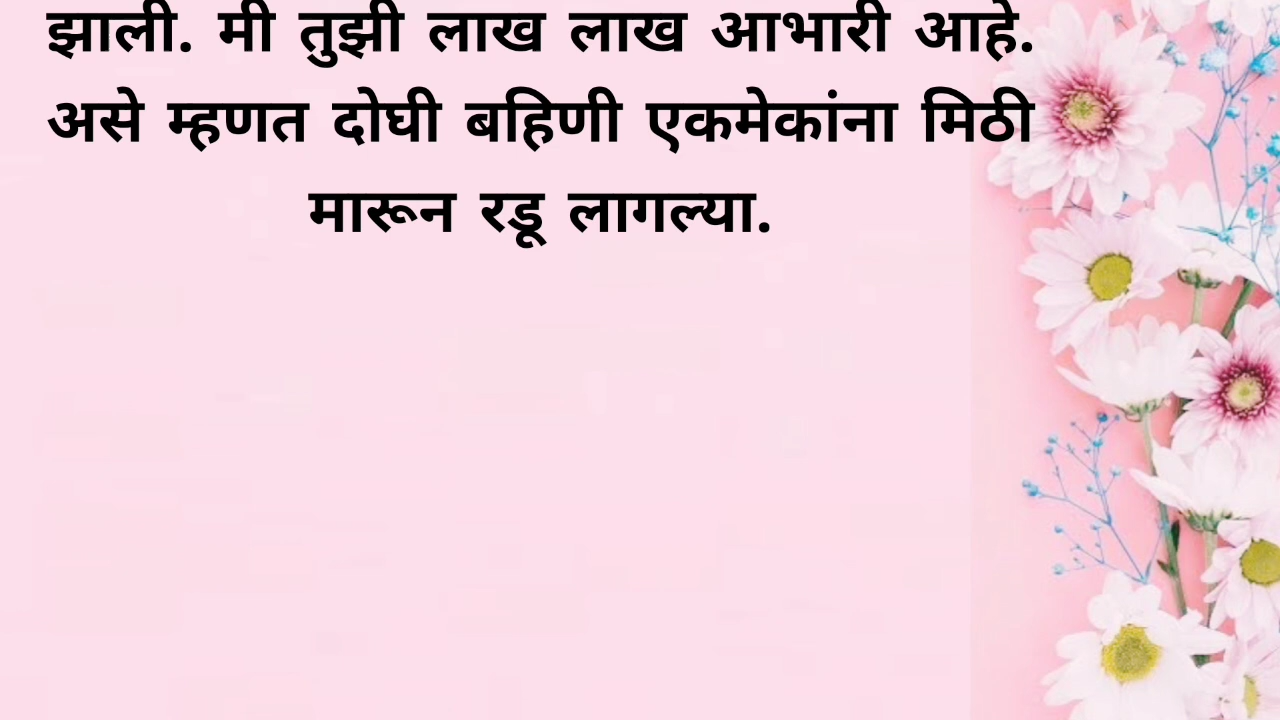 झाली. मी तुझी लाख लाख आभारी आहे.
असे म्हणत दोघी बहिणी एकमेकांना मिठी
मारून रडू लागल्या.